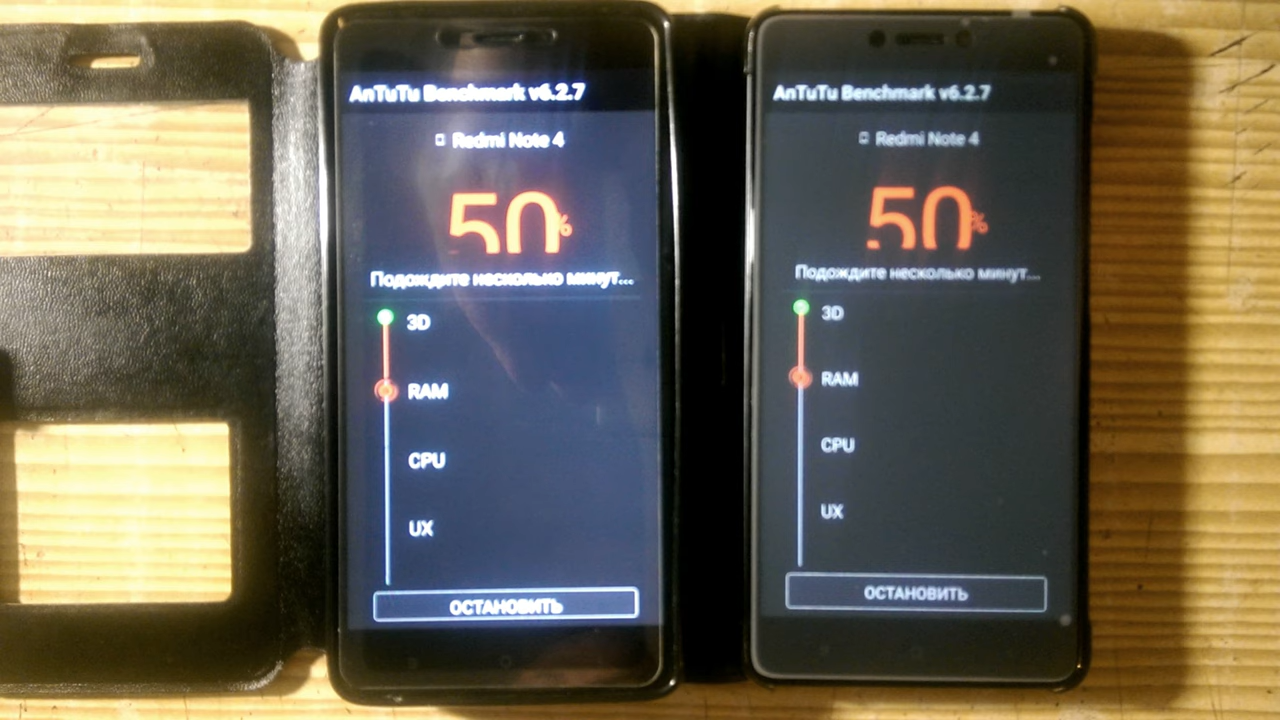 AnTuTu Benchmark v6.2.7
Redmi Note 4
50%
Подождите несколько минут...
3D
RAM
CPU
UX
ОСТАНОВИТЬ
AnTuTu Benchmark v6.2.7
Redmi Note 4
50%
Подождите несколько минут...
3D
RAM
CPU
UX
ОСТАНОВИТЬ